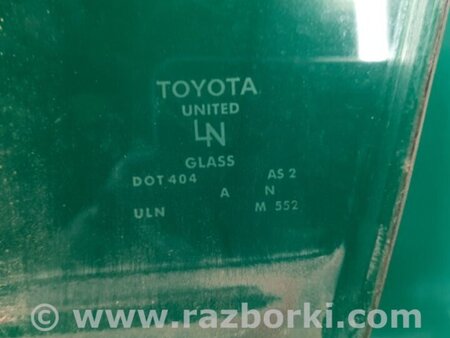 TOYOTA
UNITED
LN
GLASS
DOT 404 AS 2
A N
ULN M 552
www.razborki.com